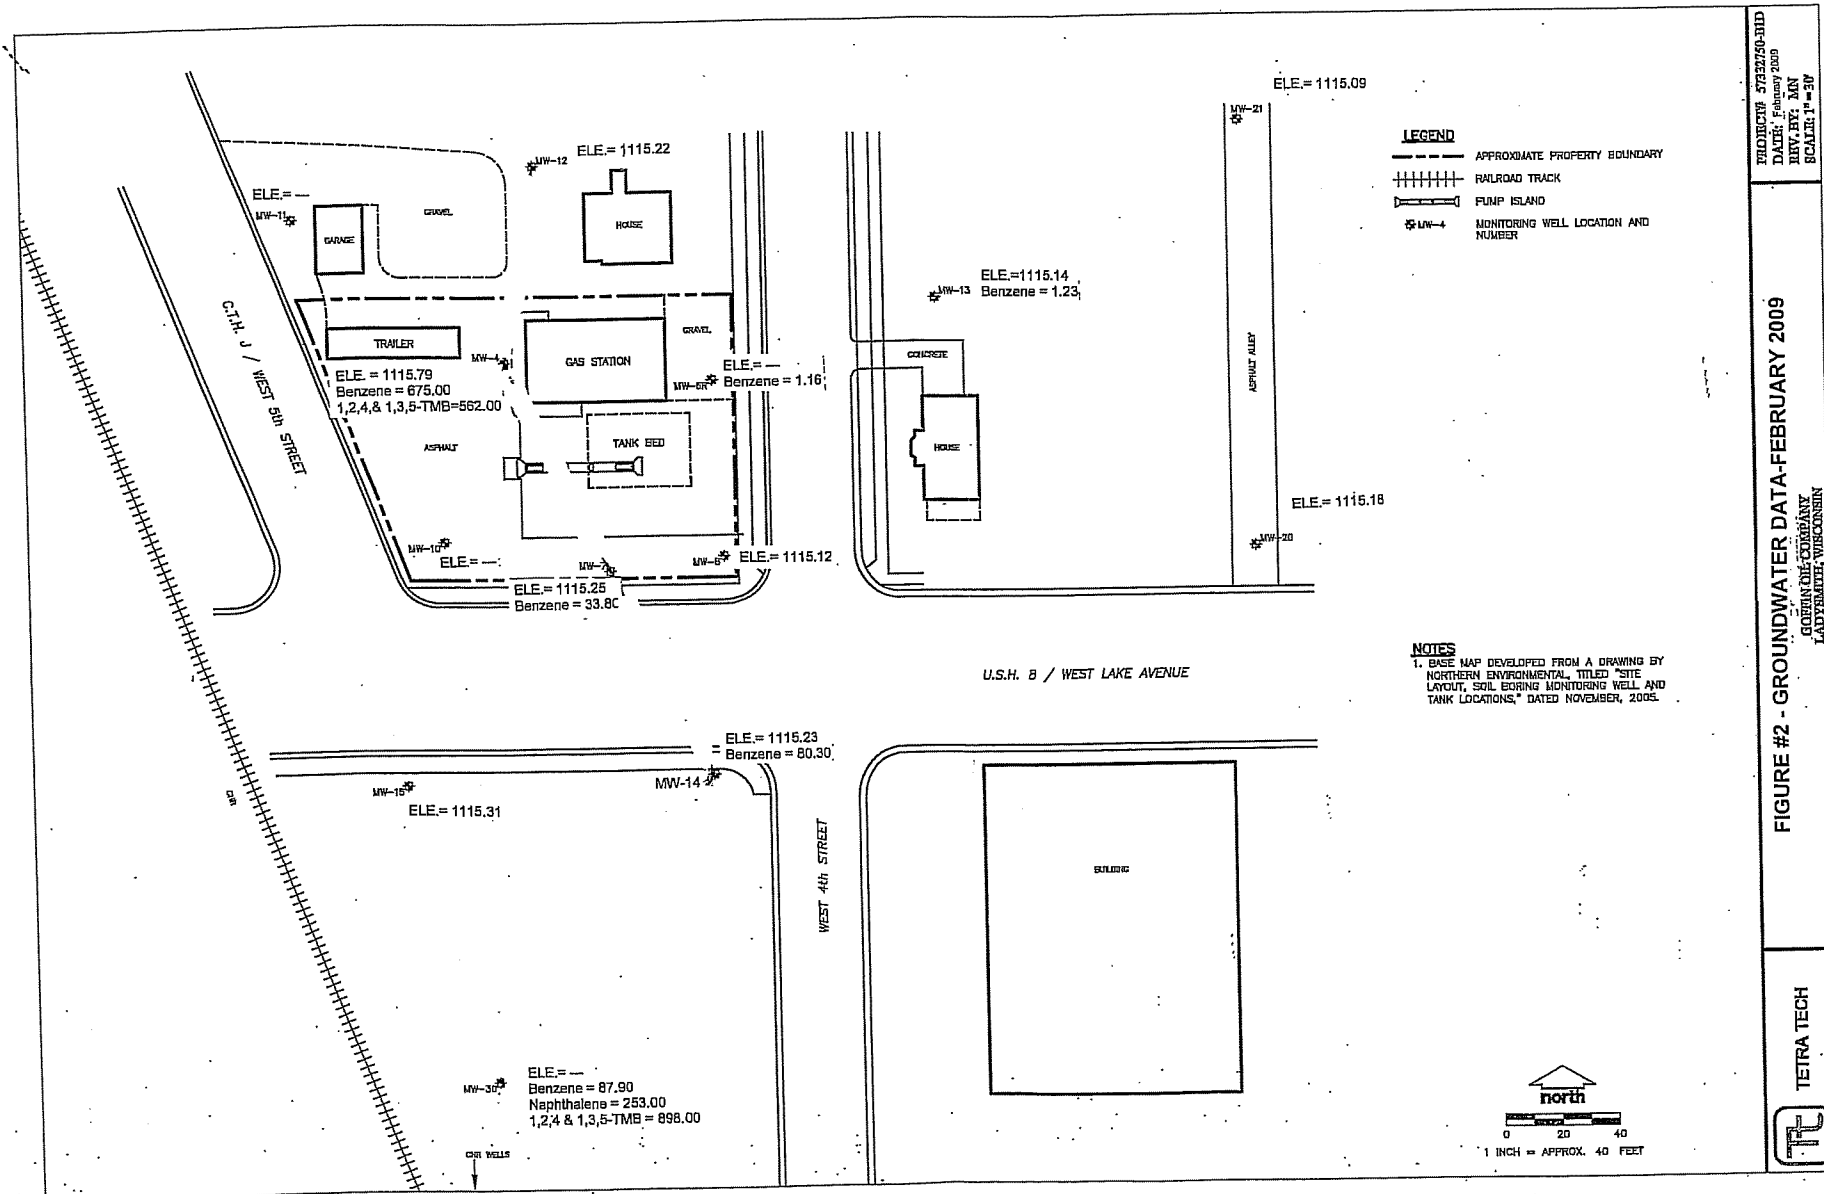 ELE.= 1115.09
MW-21
LEGEND
APPROXIMATE PROPERTY BOUNDARY
RAILROAD TRACK
PUMP ISLAND
MW-4
MONITORING WELL LOCATION AND
NUMBER
MW-12
ELE.= 1115.22
ELE.= —
MW-11
GARAGE
GRAVEL
HOUSE
ELE.=1115.14
Benzene = 1.23
MW-13
C.T.H. J / WEST 5th STREET
TRAILER
MW-4
GAS STATION
GRAVEL
ELE. = 1115.79
Benzene = 675.00
1,2,4,& 1,3,5-TMB=562.00
ELE.= —
Benzene = 1.16
CONCRETE
ASPHALT ALLEY
ASPHALT
TANK BED
HOUSE
ELE.= 1115.18
MW-20
MW-10
ELE.= —
MW-7
ELE.= 1115.12
ELE.= 1115.25
Benzene = 33.80
U.S.H. 8 / WEST LAKE AVENUE
NOTES
1. BASE MAP DEVELOPED FROM A DRAWING BY
NORTHERN ENVIRONMENTAL, TITLED "SITE
LAYOUT, SOIL BORING MONITORING WELL AND
TANK LOCATIONS," DATED NOVEMBER, 2005.
ELE.= 1115.23
Benzene = 80.30
MW-14
MW-15
ELE.= 1115.31
WEST 4th STREET
BUILDING
MW-30
ELE.= —
Benzene = 87.90
Naphthalene = 253.00
1,2,4 & 1,3,5-TMB = 898.00
WELLS
north
0 20 40
1 INCH = APPROX. 40 FEET
DATE: February 2009
REV. BY: MN
SCALE: 1"=30'
FIGURE #2 - GROUNDWATER DATA-FEBRUARY 2009
OIL COMPANY
LADYSMITH, WISCONSIN
TETRA TECH
Tt